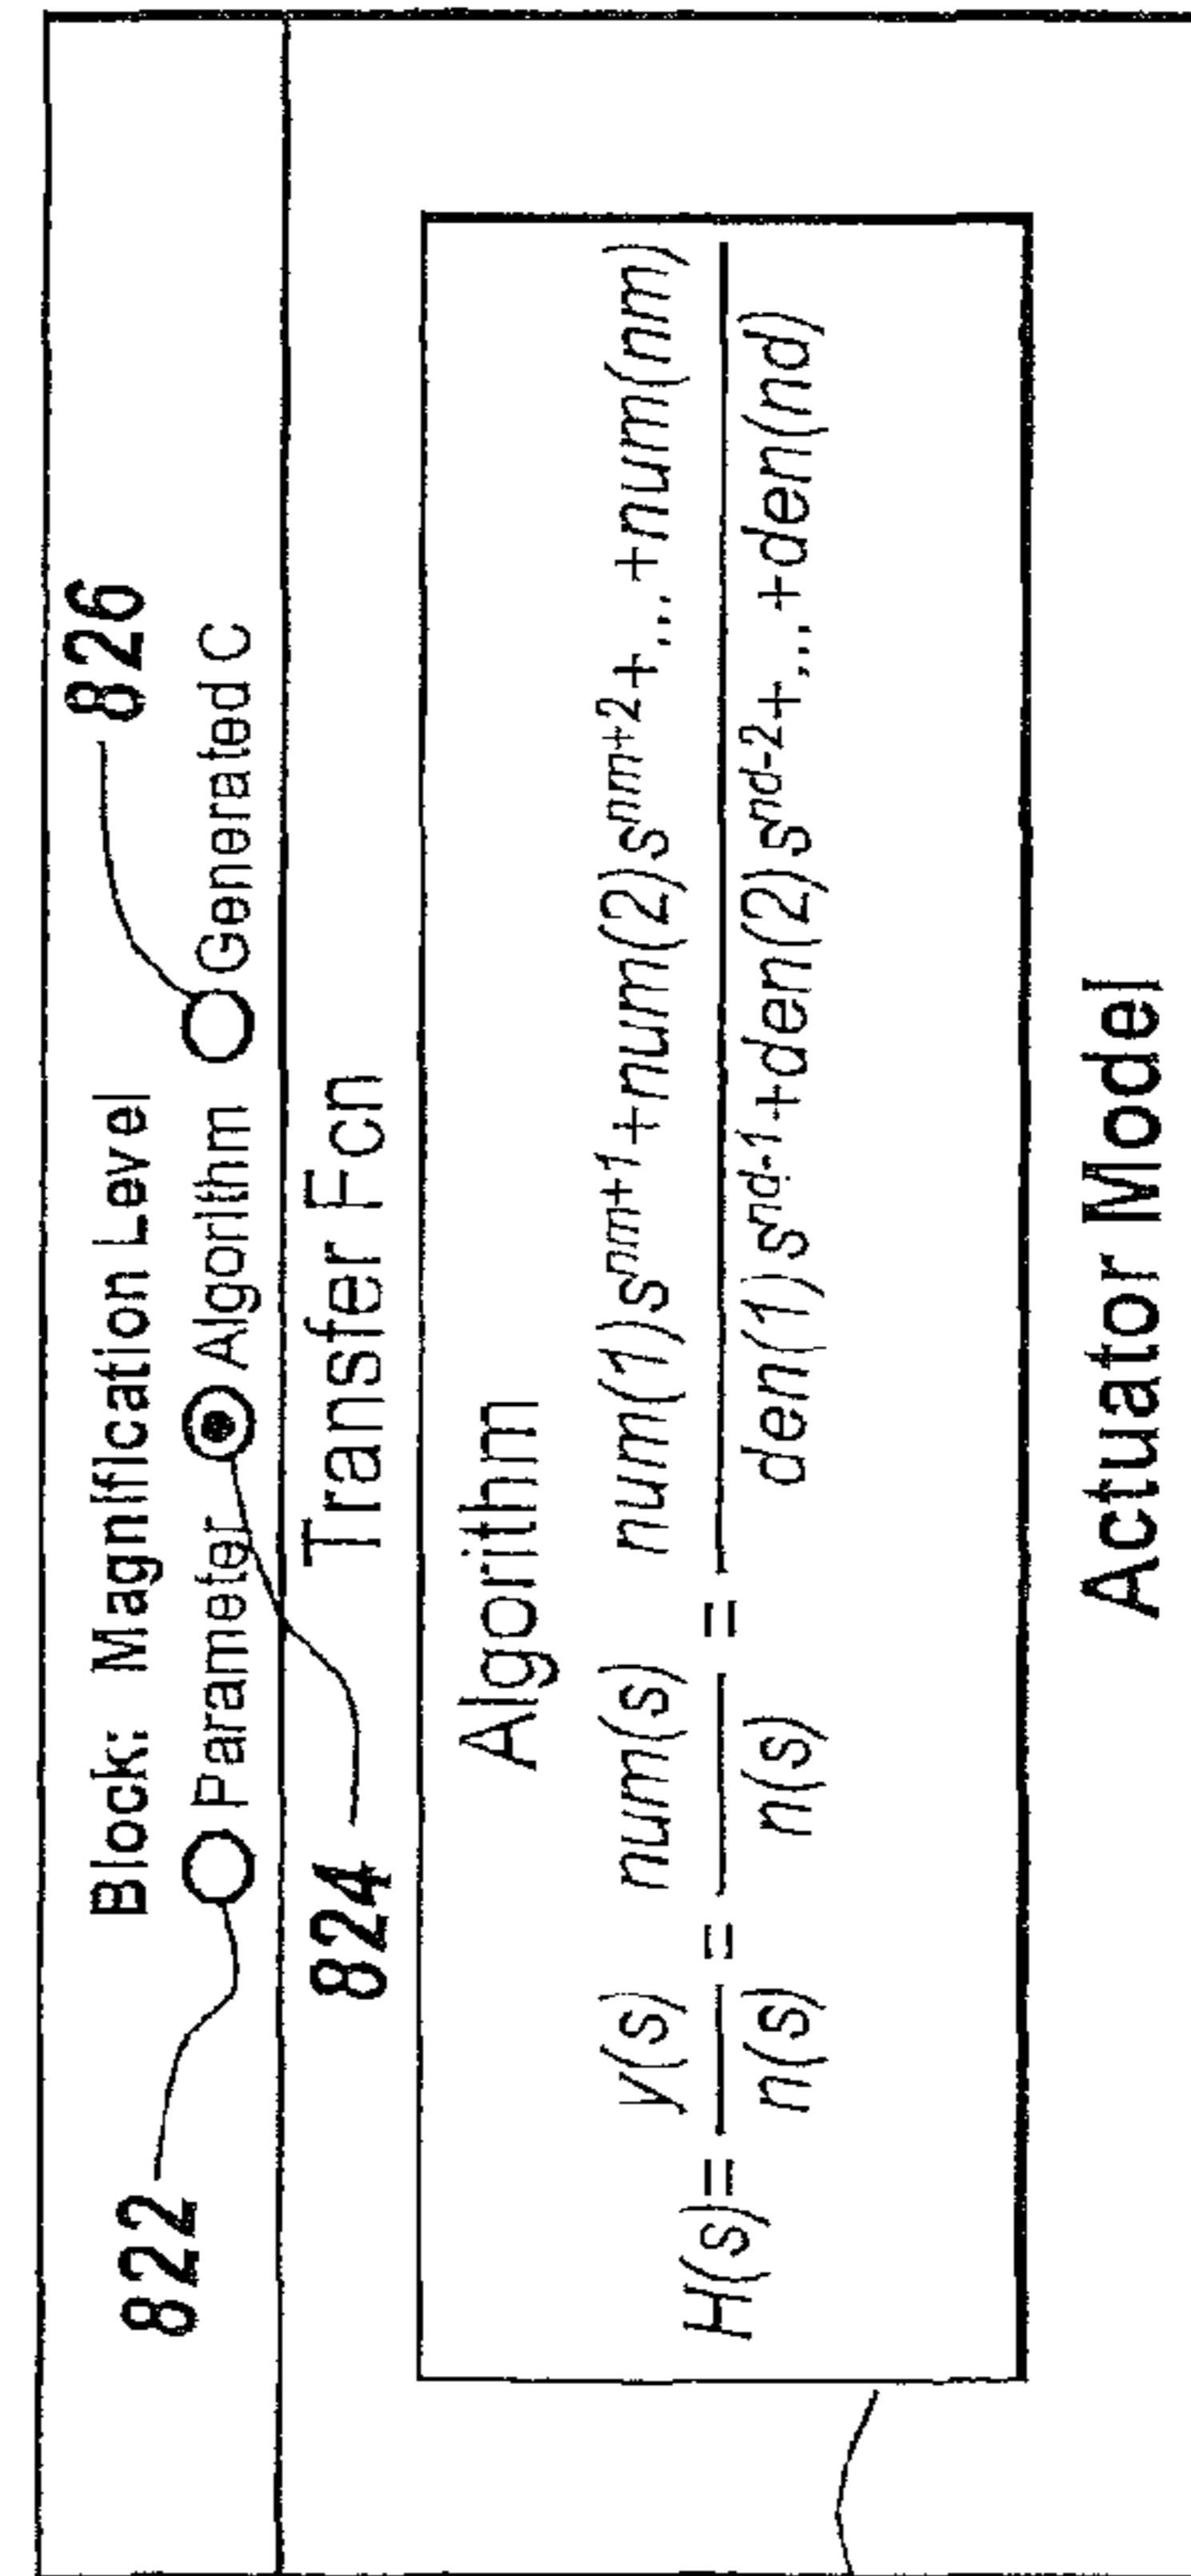 826
Block: Magnification Level
822 Parameter Algorithm Generated C
824 Transfer Fcn
Algorithm
H(s)= y(s)/n(s) = num(s)/n(s) = num(1)s^{nm+1}+num(2)s^{nm+2}+...+num(nm)/den(1)s^{nd-1}+den(2)s^{nd-2}+...+den(nd)
Actuator Model